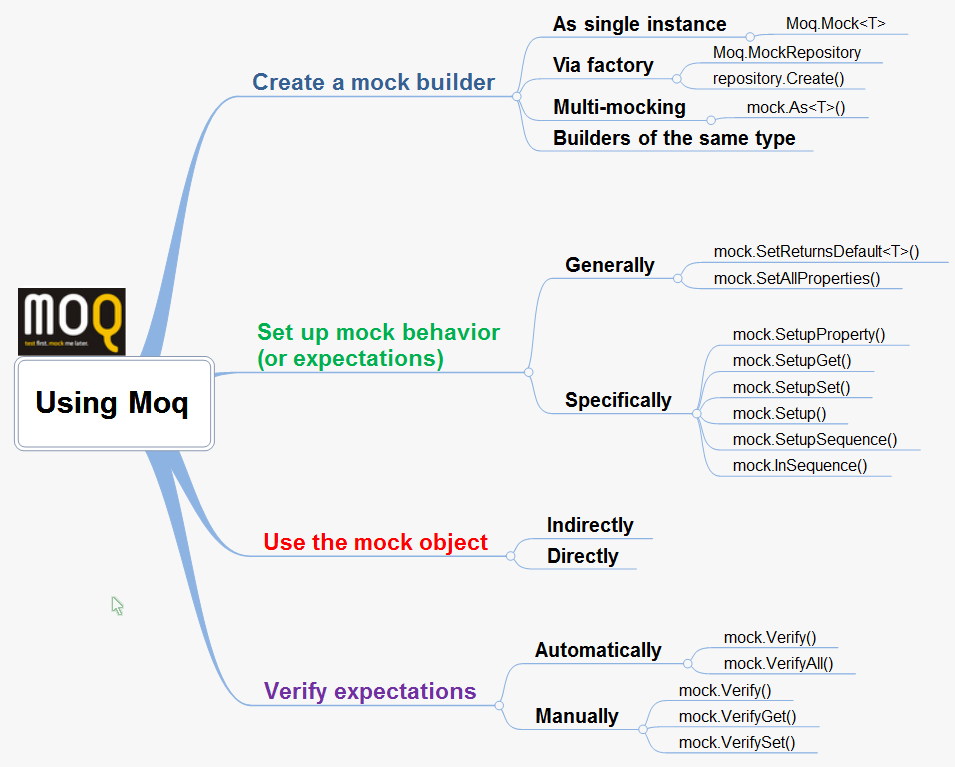 As single instance
Moq.Mock<T>
Create a mock builder
Via factory
Moq.MockRepository
repository.Create()
Multi-mocking
mock.As<T>()
Builders of the same type
Generally
mock.SetReturnsDefault<T>()
mock.SetAllProperties()
MOQ
test first. mock me later.
Using Moq
Set up mock behavior
(or expectations)
Specifically
mock.SetupProperty()
mock.SetupGet()
mock.SetupSet()
mock.Setup()
mock.SetupSequence()
mock.InSequence()
Use the mock object
Indirectly
Directly
Verify expectations
Automatically
mock.Verify()
mock.VerifyAll()
Manually
mock.Verify()
mock.VerifyGet()
mock.VerifySet()